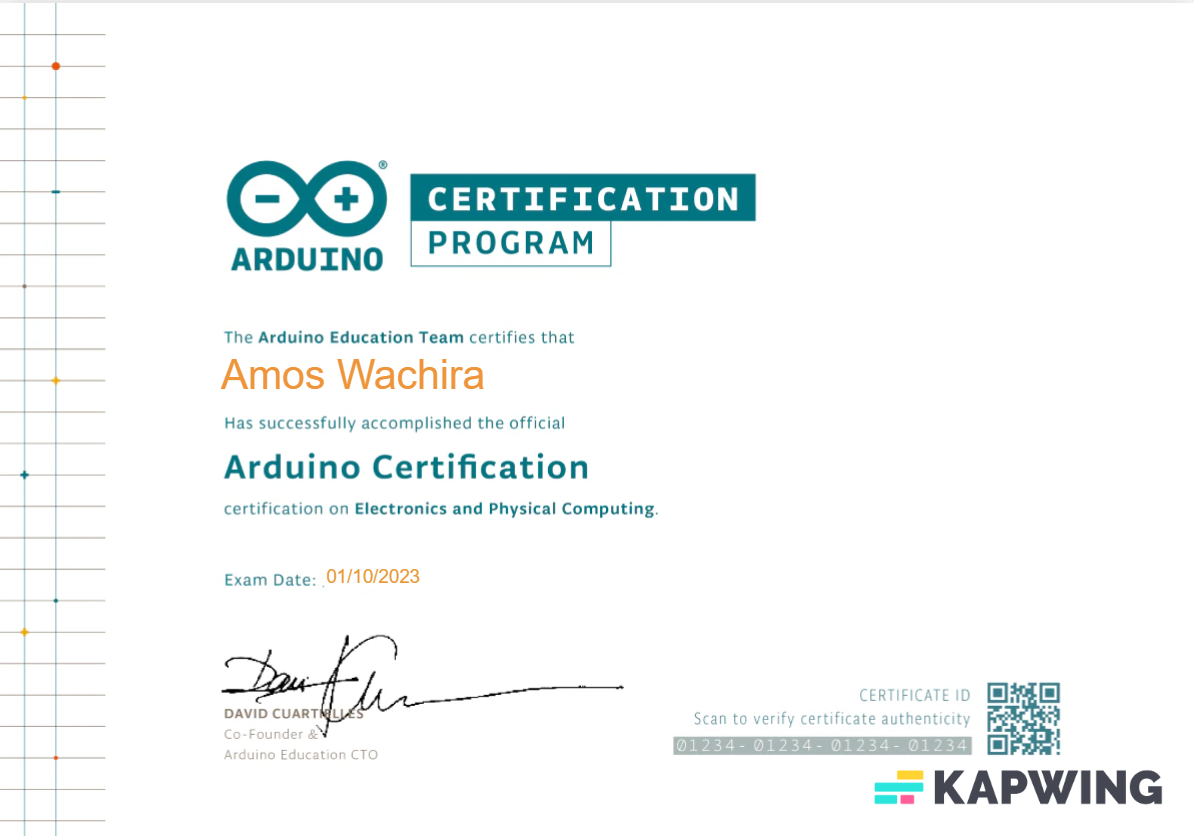 ARDUINO®
CERTIFICATION
PROGRAM
The Arduino Education Team certifies that
Amos Wachira
Has successfully accomplished the official
Arduino Certification
certification on Electronics and Physical Computing.
Exam Date: 01/10/2023
DAVID CUARTIELLES
Co-Founder &
Arduino Education CTO
CERTIFICATE ID
Scan to verify certificate authenticity
01234- 01234- 01234- 01234
KAPWING